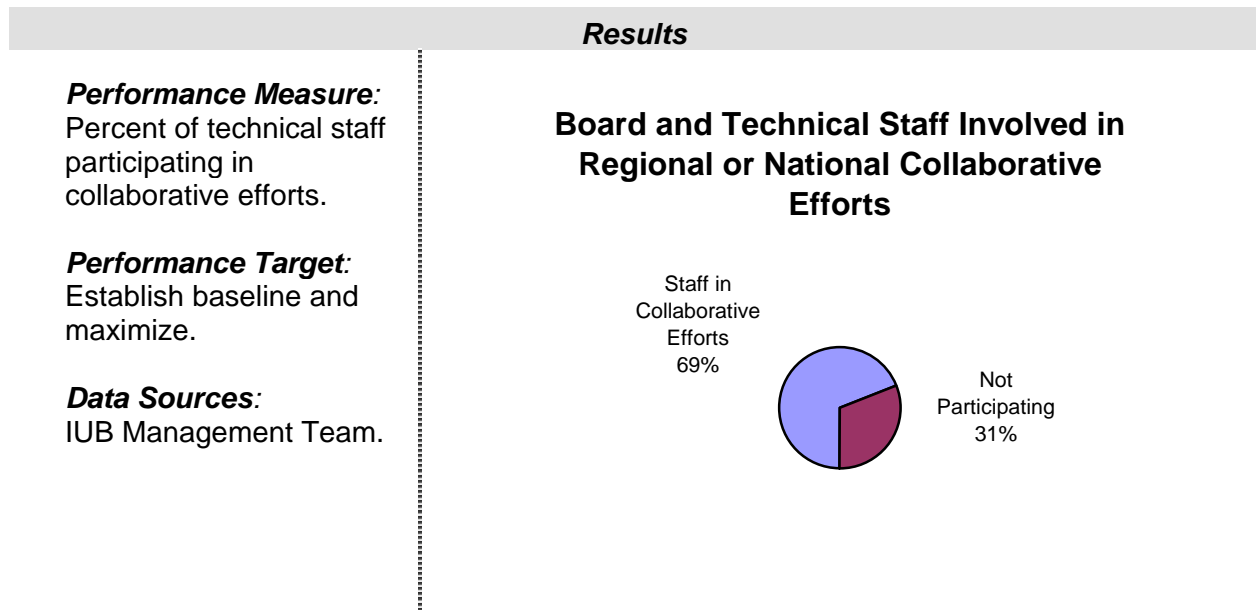 Results
Performance Measure:
Percent of technical staff
participating in
collaborative efforts.
Performance Target:
Establish baseline and
maximize.
Data Sources:
IUB Management Team.
Board and Technical Staff Involved in
Regional or National Collaborative
Efforts
Staff in
Collaborative
Efforts
69%
Not
Participating
31%